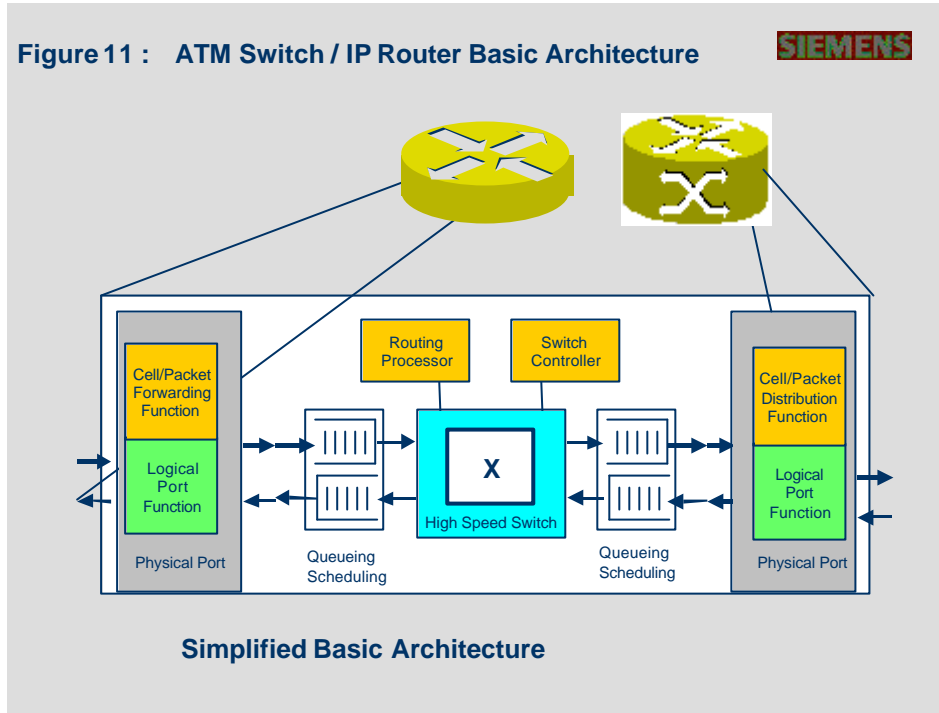 Figure 11 : ATM Switch / IP Router Basic Architecture
SIEMENS
Routing
Processor
Switch
Controller
Cell/Packet
Forwarding
Function
Cell/Packet
Distribution
Function
Logical
Port
Function
X
High Speed Switch
Logical
Port
Function
Physical Port
Queueing
Scheduling
Queueing
Scheduling
Physical Port
Simplified Basic Architecture